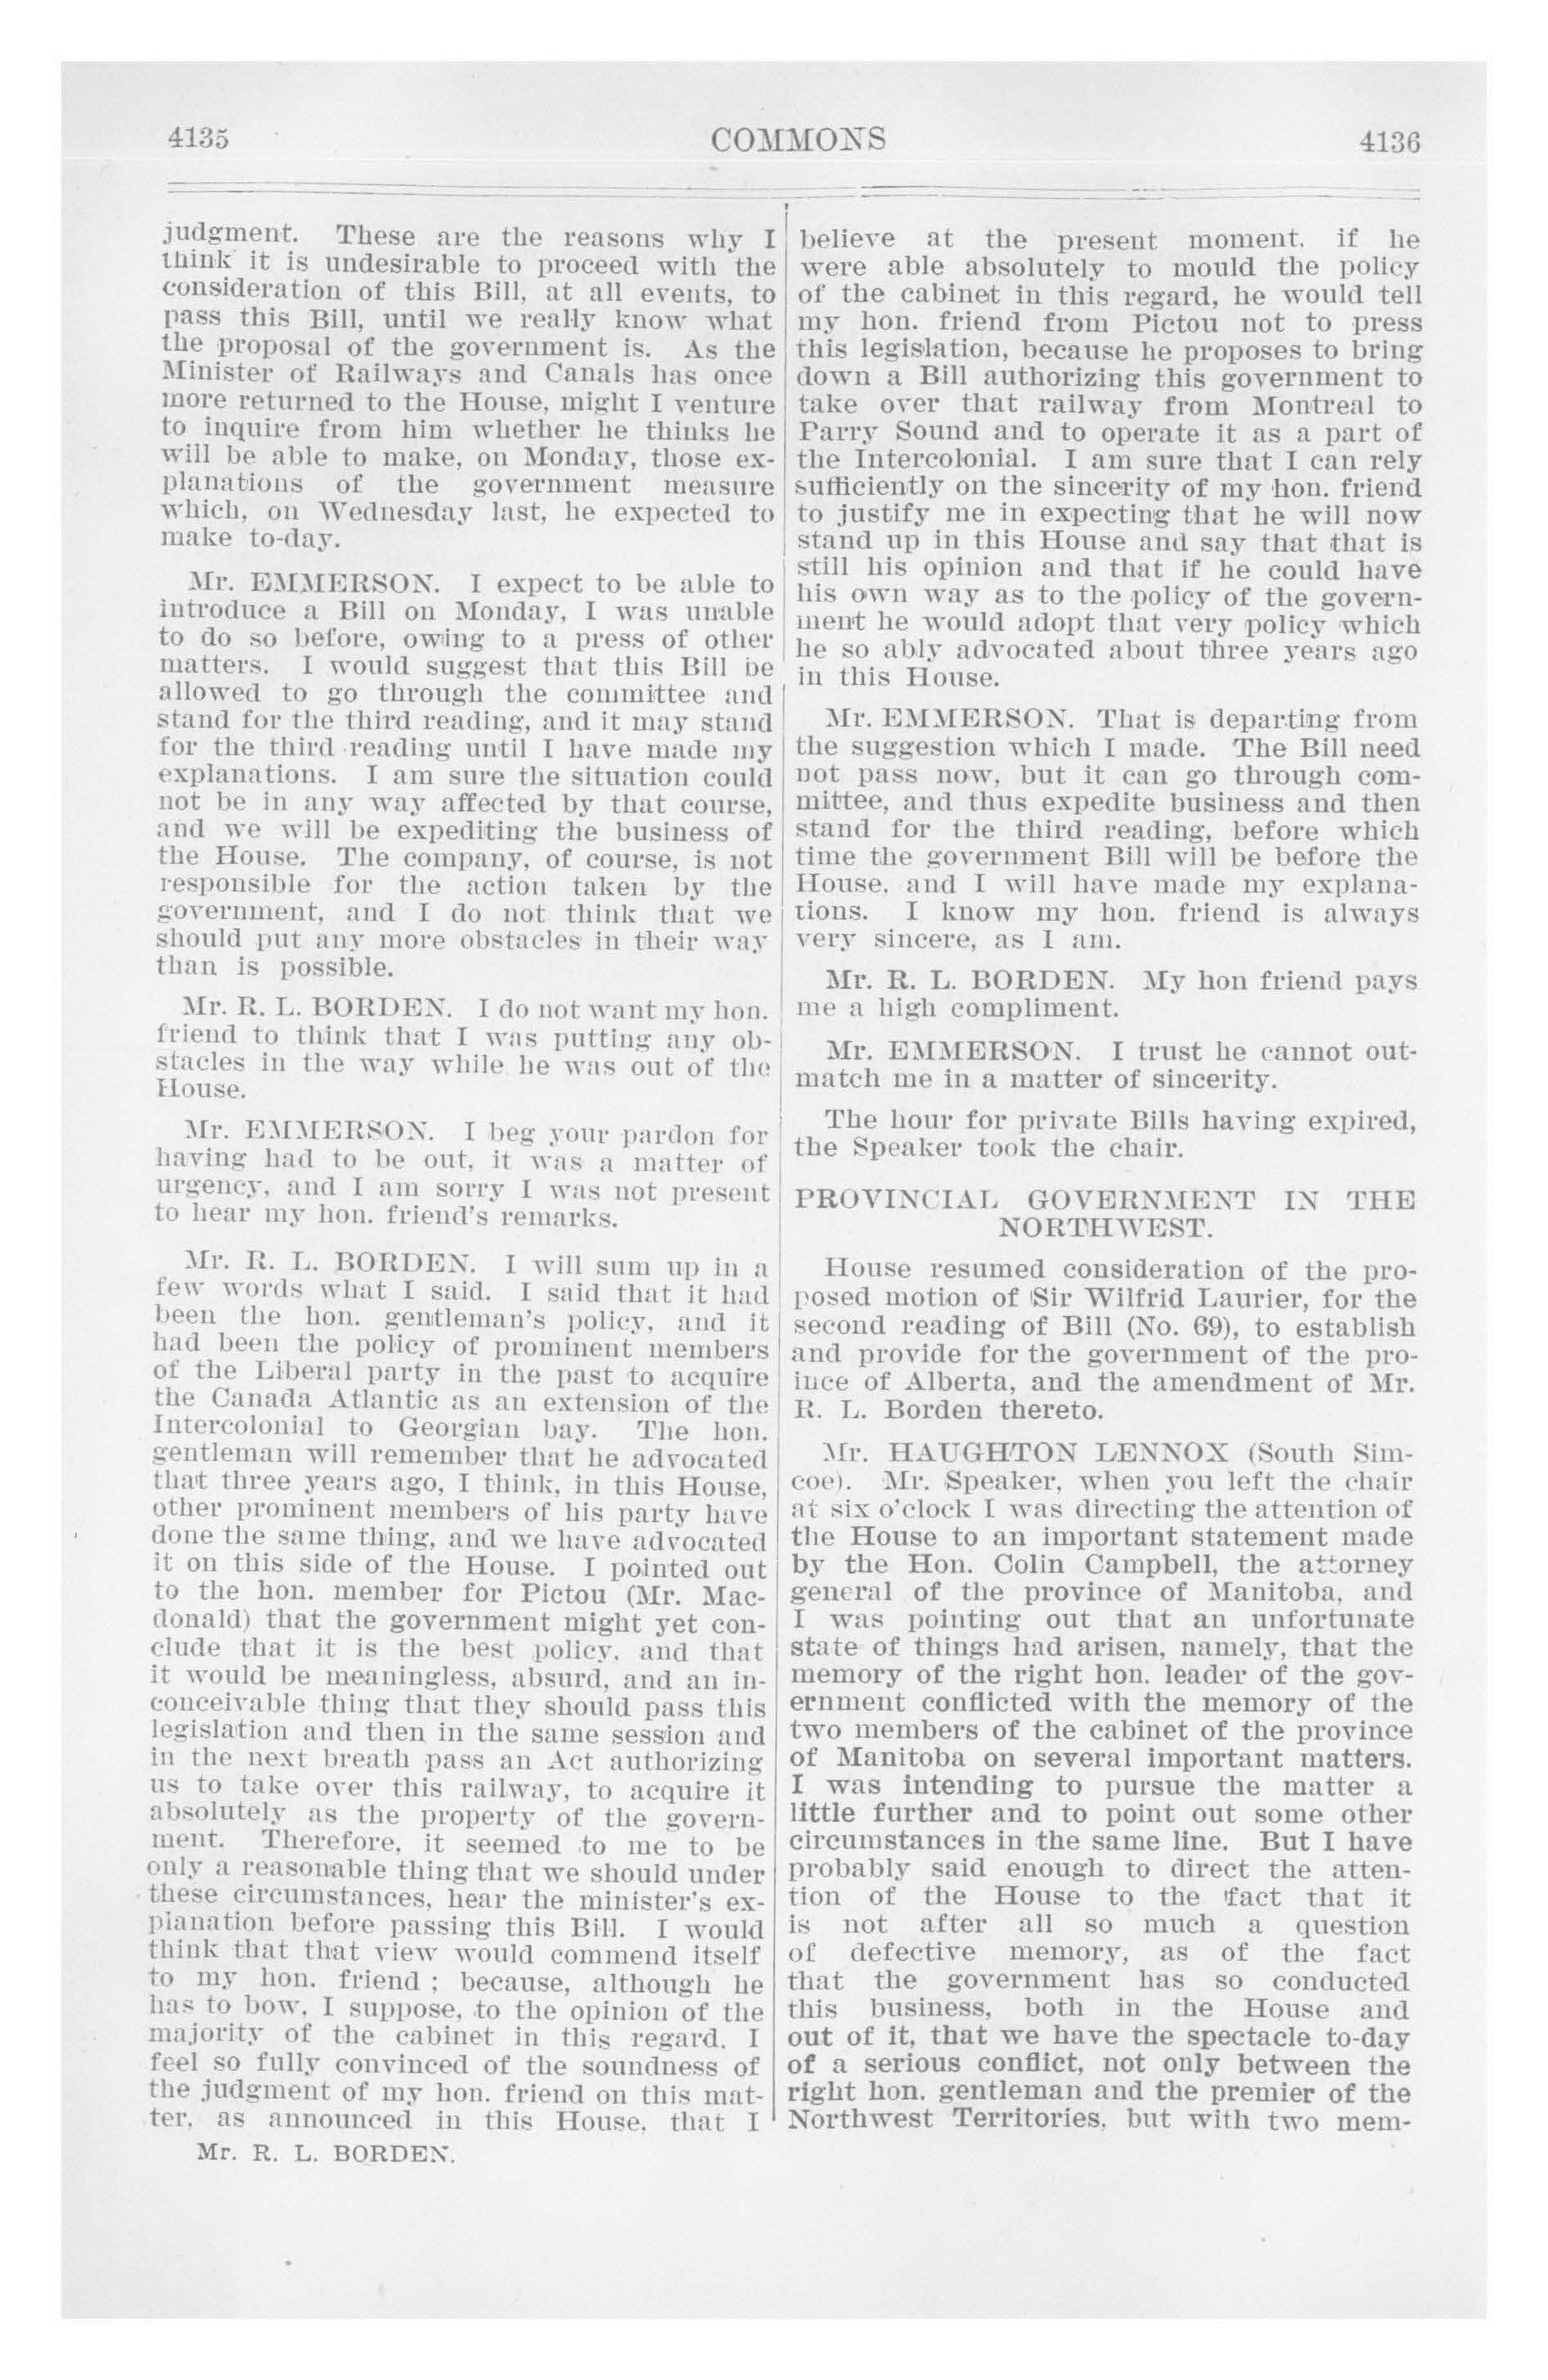 4135
COMMONS
4136
judgment. These are the reasons why I
think it is undesirable to proceed with the
consideration of this Bill, at all events, to
pass this Bill, until we really know what
the proposal of the government is. As the
Minister of Railways and Canals has once
more returned to the House, might I venture
to inquire from him whether he thinks he
will be able to make, on Monday, those ex-
planations of the government measure
which, on Wednesday last, he expected to
make to-day.
Mr. EMMERSON. I expect to be able to
introduce a Bill on Monday, I was unable
to do so before, owing to a press of other
matters. I would suggest that this Bill be
allowed to go through the committee and
stand for the third reading, and it may stand
for the third reading until I have made my
explanations. I am sure the situation could
not be in any way affected by that course,
and we will be expediting the business of
the House. The company, of course, is not
responsible for the action taken by the
government, and I do not think that we
should put any more obstacles in their way
than is possible.
Mr. R. L. BORDEN. I do not want my hon.
friend to think that I was putting any ob-
stacles in the way while he was out of the
House.
Mr. EMMERSON. I beg your pardon for
having had to be out, it was a matter of
urgency, and I am sorry I was not present
to hear my hon. friend's remarks.
Mr. R. L. BORDEN. I will sum up in a
few words what I said. I said that it had
been the hon. gentleman's policy, and it
had been the policy of prominent members
of the Liberal party in the past to acquire
the Canada Atlantic as an extension of the
Intercolonial to Georgian bay. The hon.
gentleman will remember that he advocated
that three years ago, I think, in this House,
other prominent members of his party have
done the same thing, and we have advocated
it on this side of the House. I pointed out
to the hon. member for Pictou (Mr. Mac-
donald) that the government might yet con-
clude that it is the best policy, and that
it would be meaningless, absurd, and an in-
conceivable thing that they should pass this
legislation and then in the same session and
in the next breath pass an Act authorizing
us to take over this railway, to acquire it
absolutely as the property of the govern-
ment. Therefore, it seemed to me to be
only a reasonable thing that we should under
these circumstances, hear the minister's ex-
planation before passing this Bill. I would
think that that view would commend itself
to my hon. friend ; because, although he
has to bow, I suppose, to the opinion of the
majority of the cabinet in this regard, I
feel so fully convinced of the soundness of
the judgment of my hon. friend on this mat-
ter, as announced in this House, that I
Mr. R. L. BORDEN.
believe at the present moment, if he
were able absolutely to mould the policy
of the cabinet in this regard, he would tell
my hon. friend from Pictou not to press
this legislation, because he proposes to bring
down a Bill authorizing this government to
take over that railway from Montreal to
Parry Sound and to operate it as a part of
the Intercolonial. I am sure that I can rely
sufficiently on the sincerity of my hon. friend
to justify me in expecting that he will now
stand up in this House and say that that is
still his opinion and that if he could have
his own way as to the policy of the govern-
ment he would adopt that very policy which
he so ably advocated about three years ago
in this House.
Mr. EMMERSON. That is departing from
the suggestion which I made. The Bill need
not pass now, but it can go through com-
mittee, and thus expedite business and then
stand for the third reading, before which
time the government Bill will be before the
House, and I will have made my explana-
tions. I know my hon. friend is always
very sincere, as I am.
Mr. R. L. BORDEN. My hon friend pays
me a high compliment.
Mr. EMMERSON. I trust he cannot out-
match me in a matter of sincerity.
The hour for private Bills having expired,
the Speaker took the chair.
PROVINCIAL GOVERNMENT IN THE
NORTHWEST.
House resumed consideration of the pro-
posed motion of Sir Wilfrid Laurier, for the
second reading of Bill (No. 69), to establish
and provide for the government of the pro-
ince of Alberta, and the amendment of Mr.
R. L. Borden thereto.
Mr. HAUGHTON LENNOX (South Sim-
coe). Mr. Speaker, when you left the chair
at six o'clock I was directing the attention of
the House to an important statement made
by the Hon. Colin Campbell, the attorney
general of the province of Manitoba, and
I was pointing out that an unfortunate
state of things had arisen, namely, that the
memory of the right hon. leader of the gov-
ernment conflicted with the memory of the
two members of the cabinet of the province
of Manitoba on several important matters.
I was intending to pursue the matter a
little further and to point out some other
circumstances in the same line. But I have
probably said enough to direct the atten-
tion of the House to the fact that it
is not after all so much a question
of defective memory, as of the fact
that the government has so conducted
this business, both in the House and
out of it, that we have the spectacle to-day
of a serious conflict, not only between the
right hon. gentleman and the premier of the
Northwest Territories, but with two mem-